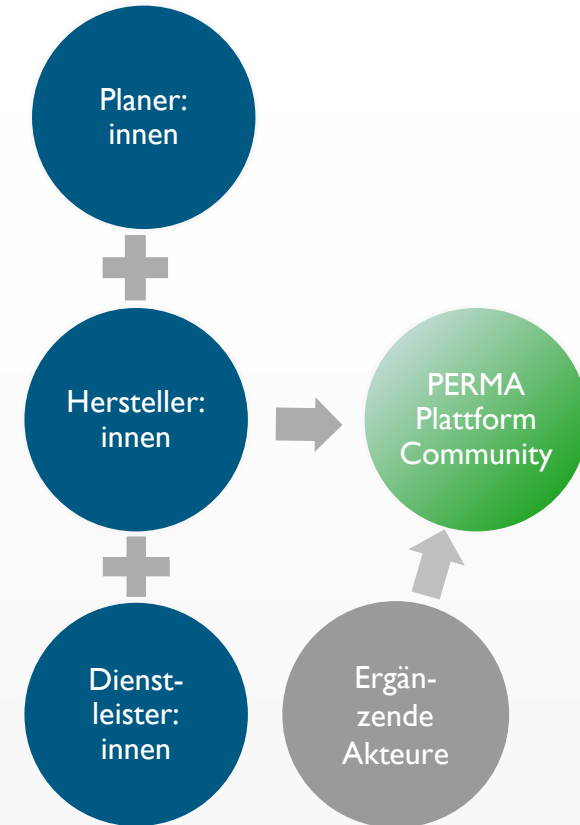 Planer:
innen
Hersteller:
innen
PERMA
Plattform
Community
Dienst-
leister:
innen
Ergän-
zende
Akteure